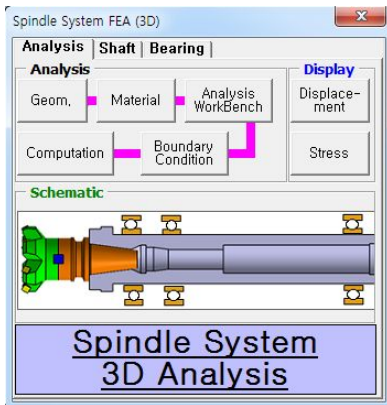 Spindle System FEA (3D)
Analysis Shaft Bearing
Analysis
Display
Geom.
Material
Analysis
WorkBench
Displace-
ment
Computation
Boundary
Condition
Stress
Schematic
Spindle System
3D Analysis